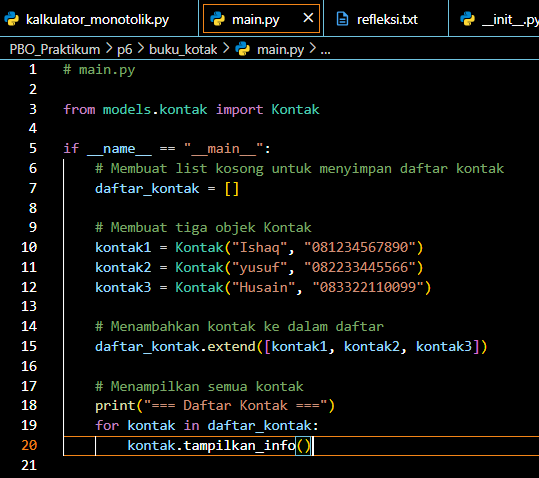 kalkulator_monotolik.py main.py refleksi.txt __init__.py
PBO_Praktikum > p6 > buku_kotak > main.py > ...
1 # main.py
2
3 from models.kontak import Kontak
4
5 if __name__ == "__main__":
6     # Membuat list kosong untuk menyimpan daftar kontak
7     daftar_kontak = []
8
9     # Membuat tiga objek Kontak
10     kontak1 = Kontak("Ishaq", "081234567890")
11     kontak2 = Kontak("yusuf", "082233445566")
12     kontak3 = Kontak("Husain", "083322110099")
13
14     # Menambahkan kontak ke dalam daftar
15     daftar_kontak.extend([kontak1, kontak2, kontak3])
16
17     # Menampilkan semua kontak
18     print("=== Daftar Kontak ===")
19     for kontak in daftar_kontak:
20         kontak.tampilkan_info()
21